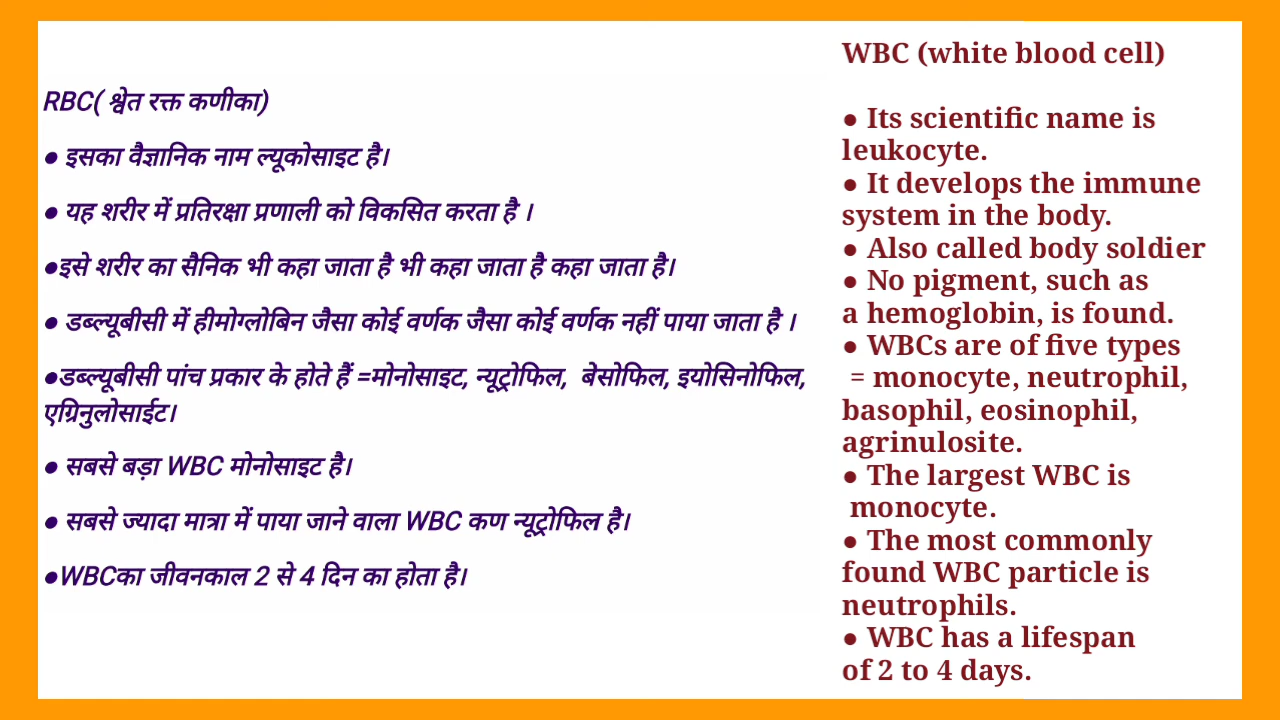 RBC( श्वेत रक्त कणीका)
● इसका वैज्ञानिक नाम ल्यूकोसाइट है।
● यह शरीर में प्रतिरक्षा प्रणाली को विकसित करता है ।
●इसे शरीर का सैनिक भी कहा जाता है भी कहा जाता है कहा जाता है।
● डब्ल्यूबीसी में हीमोग्लोबिन जैसा कोई वर्णक जैसा कोई वर्णक नहीं पाया जाता है ।
●डब्ल्यूबीसी पांच प्रकार के होते हैं =मोनोसाइट, न्यूट्रोफिल, बेसोफिल, इयोसिनोफिल,
एग्रिनुलोसाईट।
● सबसे बड़ा WBC मोनोसाइट है।
● सबसे ज्यादा मात्रा में पाया जाने वाला WBC कण न्यूट्रोफिल है।
●WBCका जीवनकाल 2 से 4 दिन का होता है।
WBC (white blood cell)
● Its scientific name is
leukocyte.
● It develops the immune
system in the body.
● Also called body soldier
● No pigment, such as
a hemoglobin, is found.
● WBCs are of five types
= monocyte, neutrophil,
basophil, eosinophil,
agrinulosite.
● The largest WBC is
monocyte.
● The most commonly
found WBC particle is
neutrophils.
● WBC has a lifespan
of 2 to 4 days.